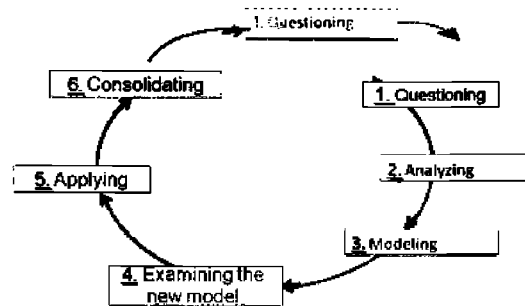 1. Questioning
1. Questioning
2. Analyzing
3. Modeling
4. Examining the
new model
5. Applying
6. Consolidating